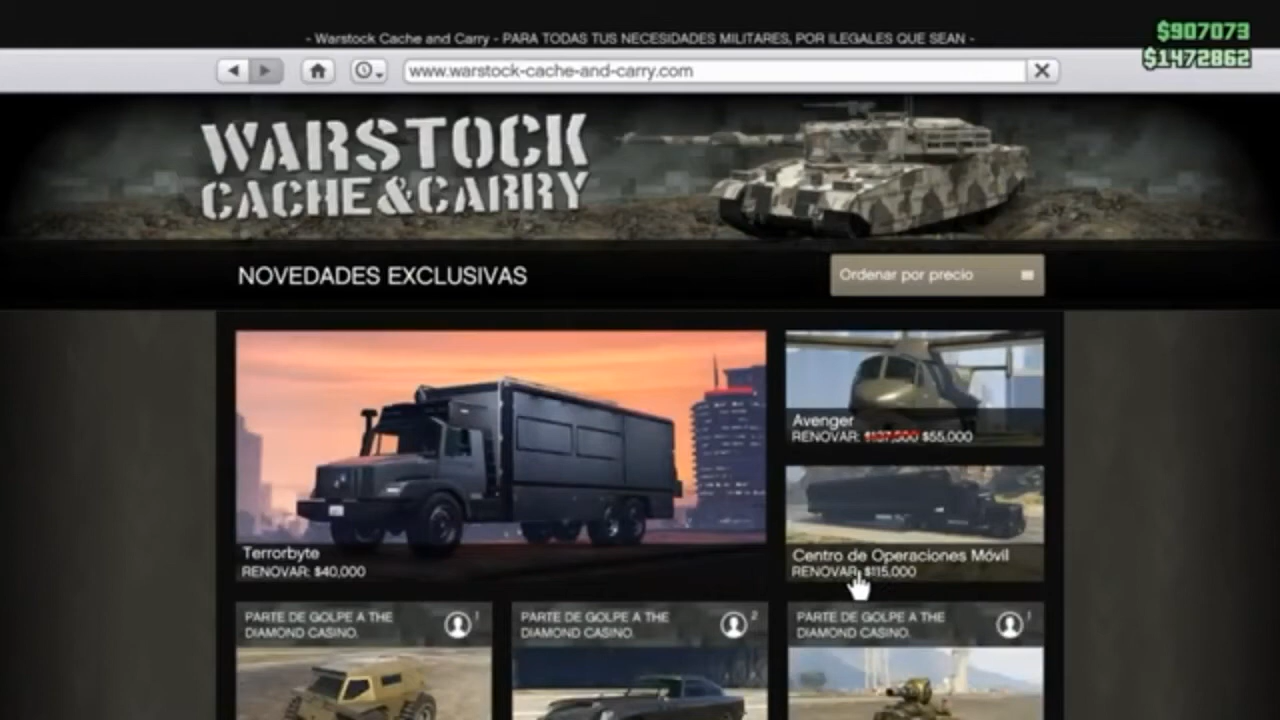 - Warstock Cache and Carry - PARA TODAS TUS NECESIDADES MILITARES, POR ILEGALES QUE SEAN -
$907073
$1472862
www.warstock-cache-and-carry.com
WARSTOCK
CACHE&CARRY
NOVEDADES EXCLUSIVAS
Ordenar por precio
Avenger
RENOVAR: $137,500 $55,000
Terrorbyte
RENOVAR: $40,000
Centro de Operaciones Móvil
RENOVAR: $115,000
PARTE DE GOLPE A THE
DIAMOND CASINO.
1
PARTE DE GOLPE A THE
DIAMOND CASINO.
2
PARTE DE GOLPE A THE
DIAMOND CASINO.
1